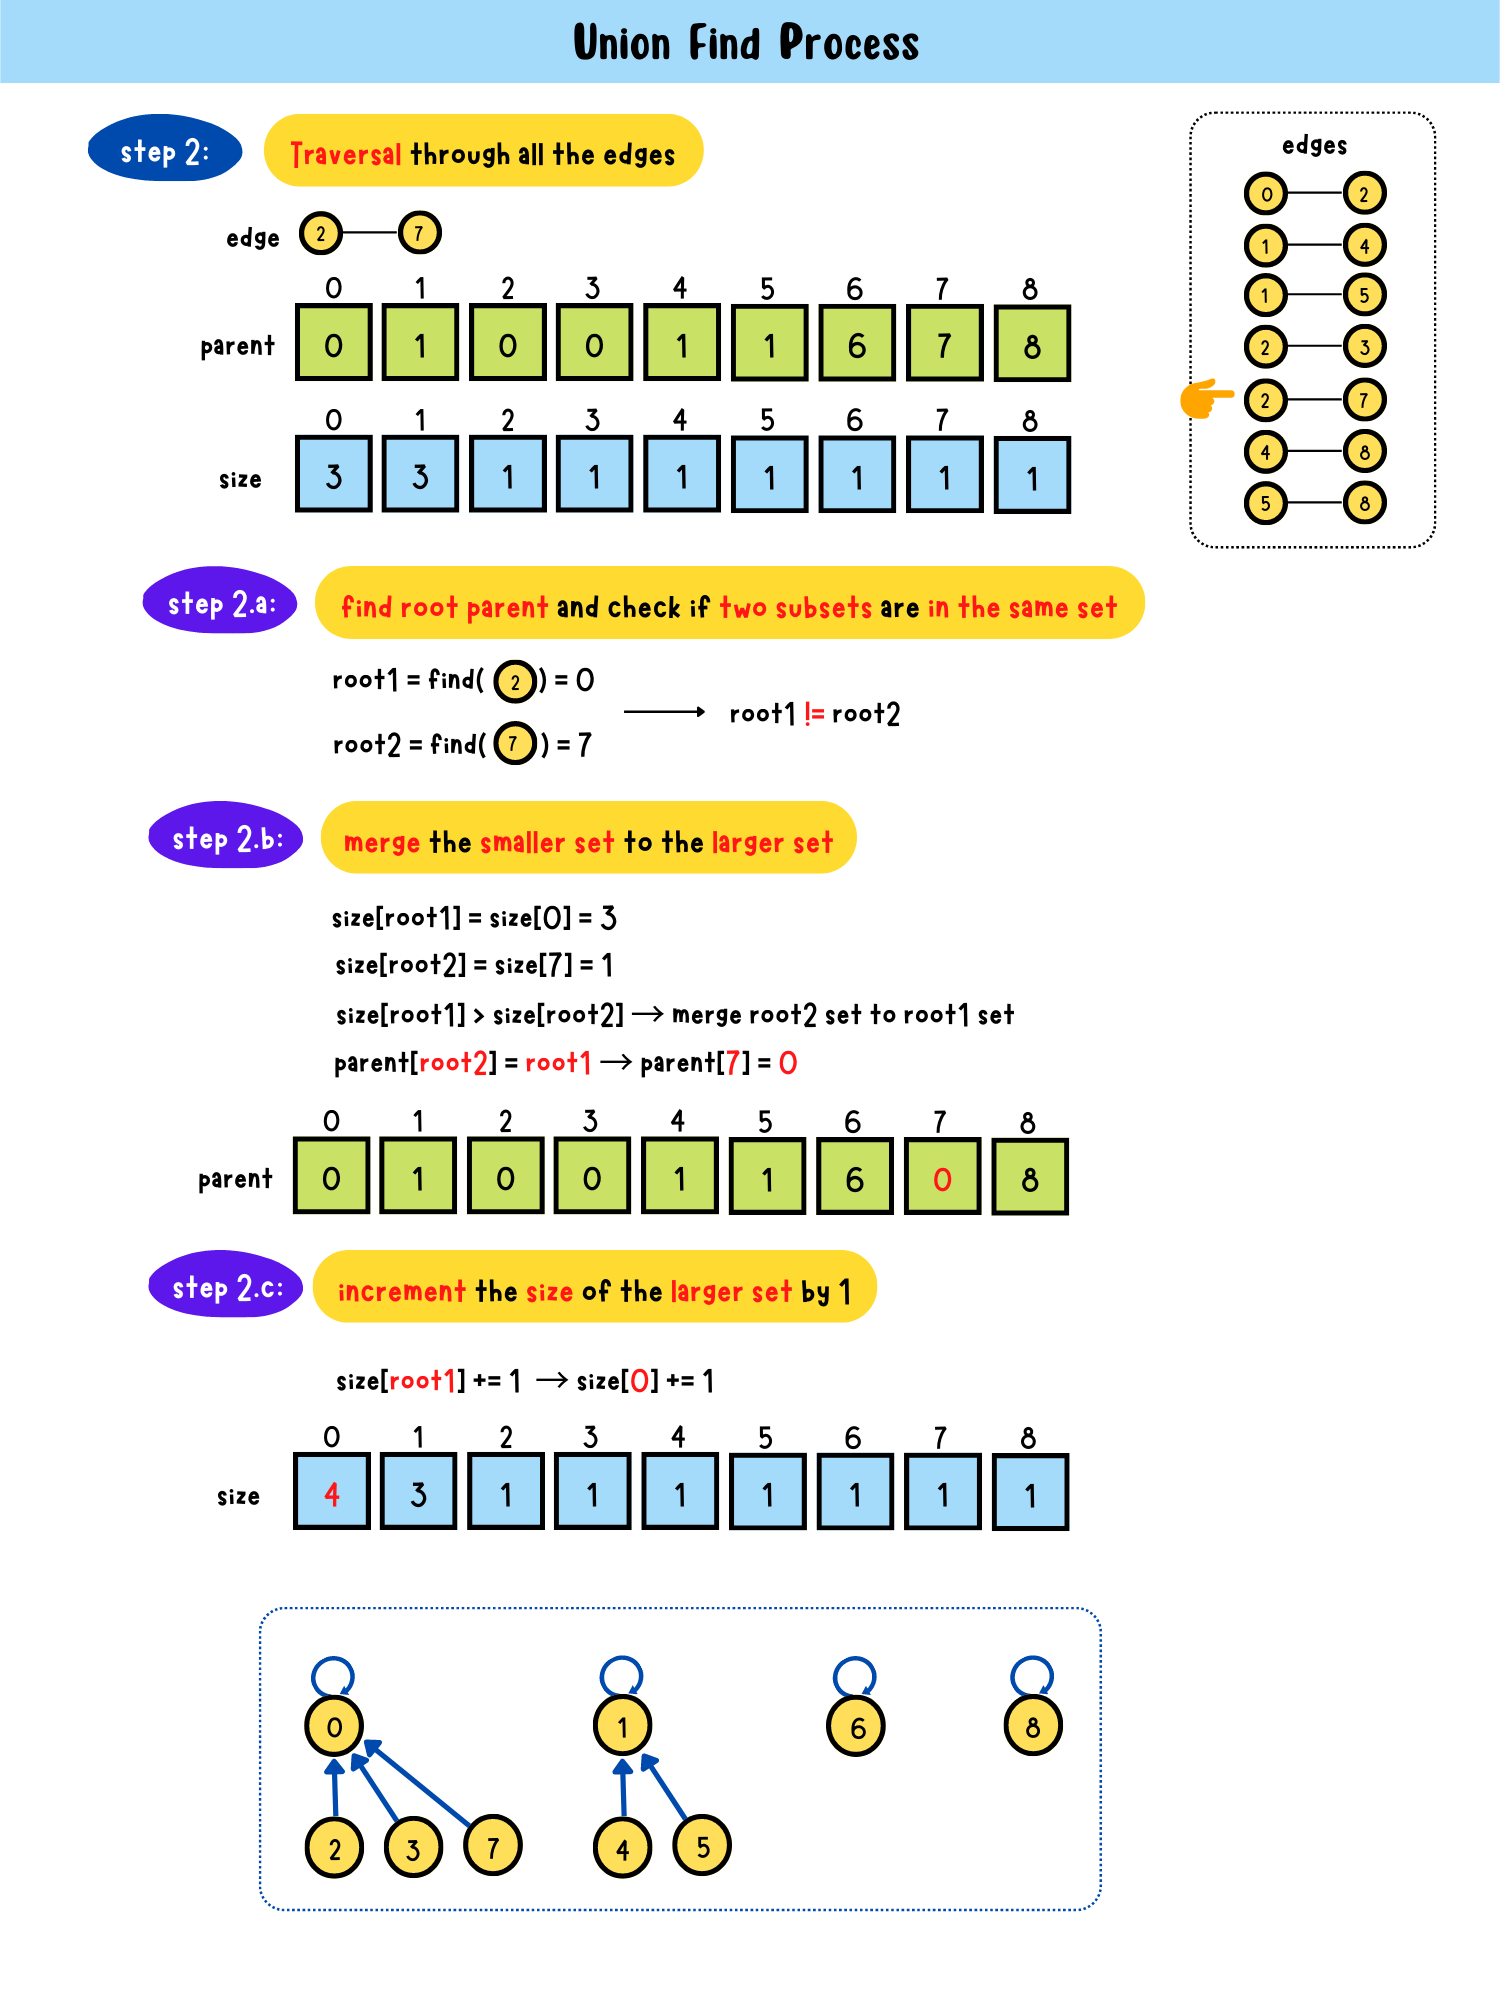 Union Find Process
step 2:
Traversal through all the edges
edges
0 2
1 4
1 5
2 3
2 7
4 8
5 8
edge 2 7
0 1 2 3 4 5 6 7 8
parent 0 1 0 0 1 1 6 7 8
0 1 2 3 4 5 6 7 8
size 3 3 1 1 1 1 1 1 1
step 2.a:
find root parent and check if two subsets are in the same set
root1 = find( 2 ) = 0
root2 = find( 7 ) = 7
root1 != root2
step 2.b:
merge the smaller set to the larger set
size[root1] = size[0] = 3
size[root2] = size[7] = 1
size[root1] > size[root2] → merge root2 set to root1 set
parent[root2] = root1 → parent[7] = 0
0 1 2 3 4 5 6 7 8
parent 0 1 0 0 1 1 6 0 8
step 2.c:
increment the size of the larger set by 1
size[root1] += 1 → size[0] += 1
0 1 2 3 4 5 6 7 8
size 4 3 1 1 1 1 1 1 1
0 1 6 8
2 3 7 4 5